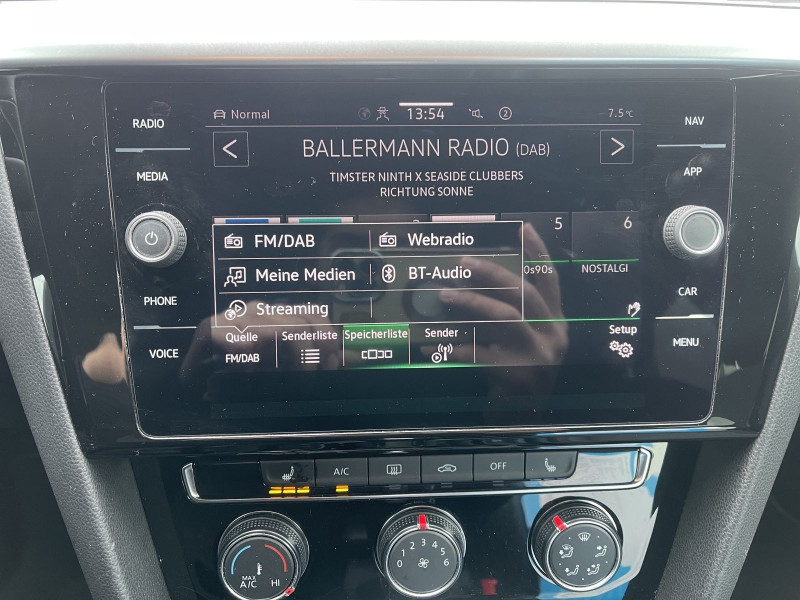 Normal 13:54 2 -7.5°C
RADIO
MEDIA
PHONE
VOICE
NAV
APP
CAR
MENU
< BALLERMANN RADIO (DAB) >
TIMSTER NINTH X SEASIDE CLUBBERS
RICHTUNG SONNE
5 6
0s90s NOSTALGI
FM/DAB Webradio
Meine Medien BT-Audio
Streaming
Quelle Senderliste Speicherliste Sender Setup
FM/DAB
A/C OFF
MAX A/C HI
0 1 2 3 4 5 6